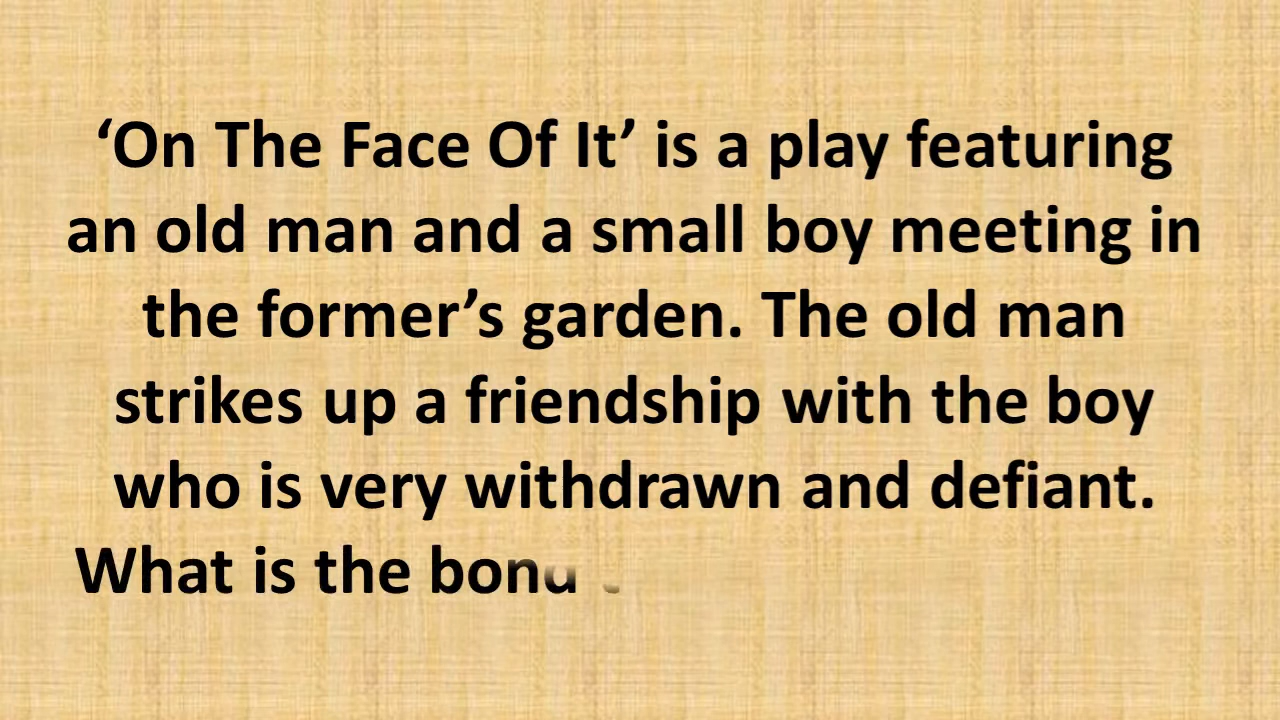 ‘On The Face Of It’ is a play featuring
an old man and a small boy meeting in
the former’s garden. The old man
strikes up a friendship with the boy
who is very withdrawn and defiant.
What is the